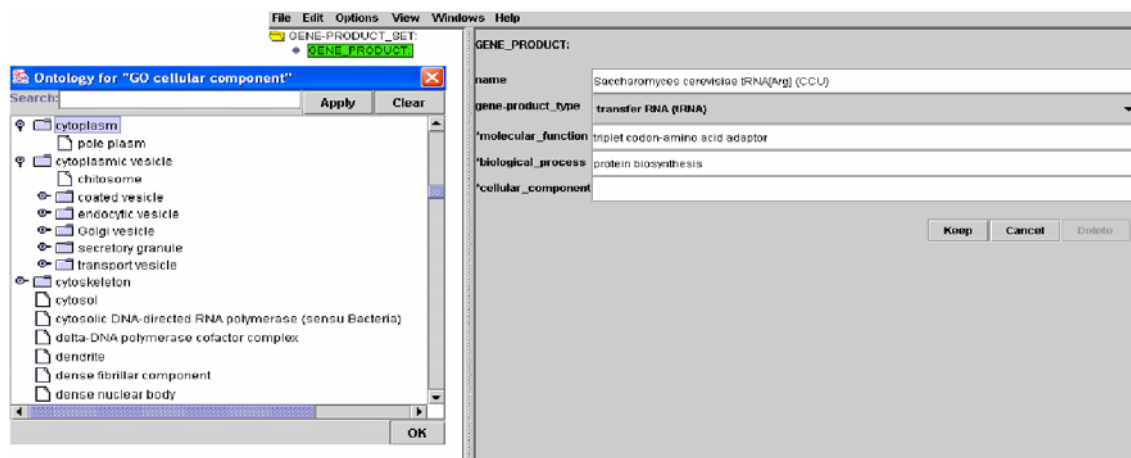 File Edit Options View Windows Help
GENE-PRODUCT_SET:
GENE_PRODUCT:
Ontology for "GO cellular component"
Search: Apply Clear
cytoplasm
pole plasm
cytoplasmic vesicle
chitosome
coated vesicle
endocytic vesicle
Golgi vesicle
secretory granule
transport vesicle
cytoskeleton
cytosol
cytosolic DNA-directed RNA polymerase (sensu Bacteria)
delta-DNA polymerase cofactor complex
dendrite
dense fibrillar component
dense nuclear body
OK
GENE_PRODUCT:
name Saccharomyces cerevisiae tRNA[Arg] (CCU)
gene-product_type transfer RNA (tRNA)
*molecular_function triplet codon-amino acid adaptor
*biological_process protein biosynthesis
*cellular_component
Keep Cancel Delete